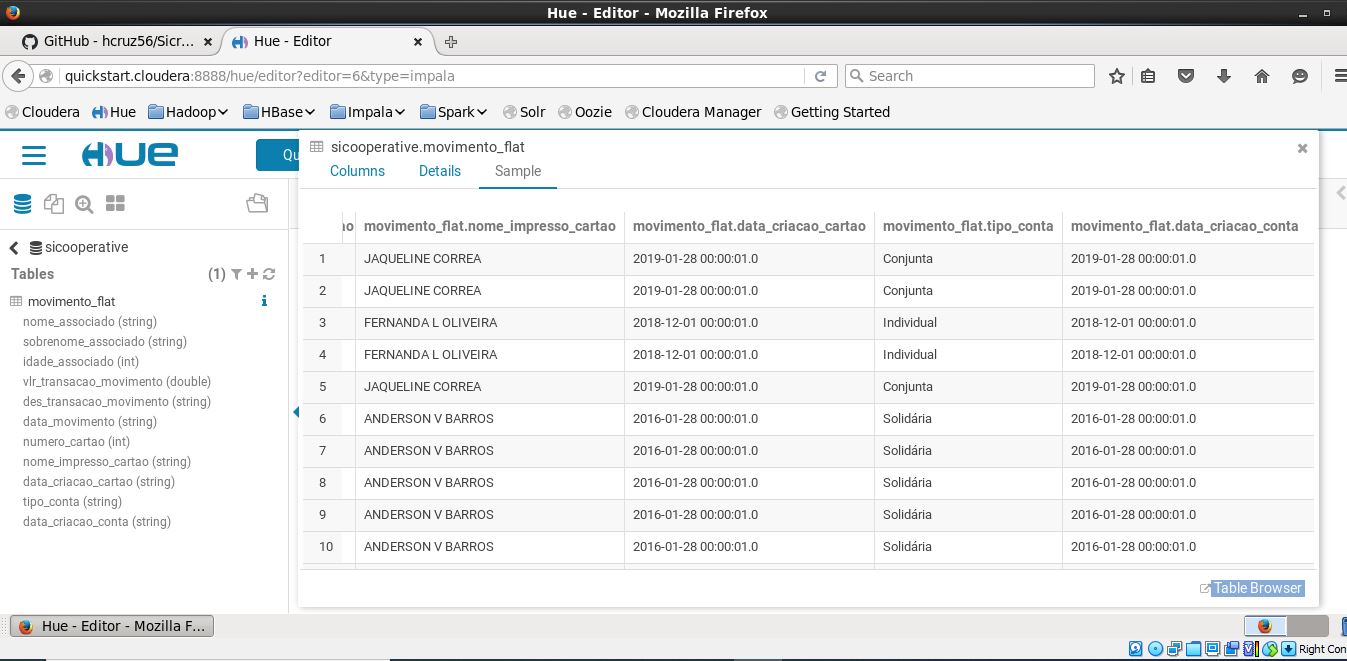 Hue - Editor - Mozilla Firefox
GitHub - hcruz56/Sicr... Hue - Editor
quickstart.cloudera:8888/hue/editor?editor=6&type=impala Search
Cloudera Hue Hadoop HBase Impala Spark Solr Oozie Cloudera Manager Getting Started
HUE Qu
sicooperative.movimento_flat
Columns Details Sample
sicooperative
Tables (1)
movimento_flat
nome_associado (string)
sobrenome_associado (string)
idade_associado (int)
vlr_transacao_movimento (double)
des_transacao_movimento (string)
data_movimento (string)
numero_cartao (int)
nome_impresso_cartao (string)
data_criacao_cartao (string)
tipo_conta (string)
data_criacao_conta (string)
ao movimento_flat.nome_impresso_cartao movimento_flat.data_criacao_cartao movimento_flat.tipo_conta movimento_flat.data_criacao_conta
1 JAQUELINE CORREA 2019-01-28 00:00:01.0 Conjunta 2019-01-28 00:00:01.0
2 JAQUELINE CORREA 2019-01-28 00:00:01.0 Conjunta 2019-01-28 00:00:01.0
3 FERNANDA L OLIVEIRA 2018-12-01 00:00:01.0 Individual 2018-12-01 00:00:01.0
4 FERNANDA L OLIVEIRA 2018-12-01 00:00:01.0 Individual 2018-12-01 00:00:01.0
5 JAQUELINE CORREA 2019-01-28 00:00:01.0 Conjunta 2019-01-28 00:00:01.0
6 ANDERSON V BARROS 2016-01-28 00:00:01.0 Solidária 2016-01-28 00:00:01.0
7 ANDERSON V BARROS 2016-01-28 00:00:01.0 Solidária 2016-01-28 00:00:01.0
8 ANDERSON V BARROS 2016-01-28 00:00:01.0 Solidária 2016-01-28 00:00:01.0
9 ANDERSON V BARROS 2016-01-28 00:00:01.0 Solidária 2016-01-28 00:00:01.0
10 ANDERSON V BARROS 2016-01-28 00:00:01.0 Solidária 2016-01-28 00:00:01.0
Table Browser
Hue - Editor - Mozilla F...
Right Con